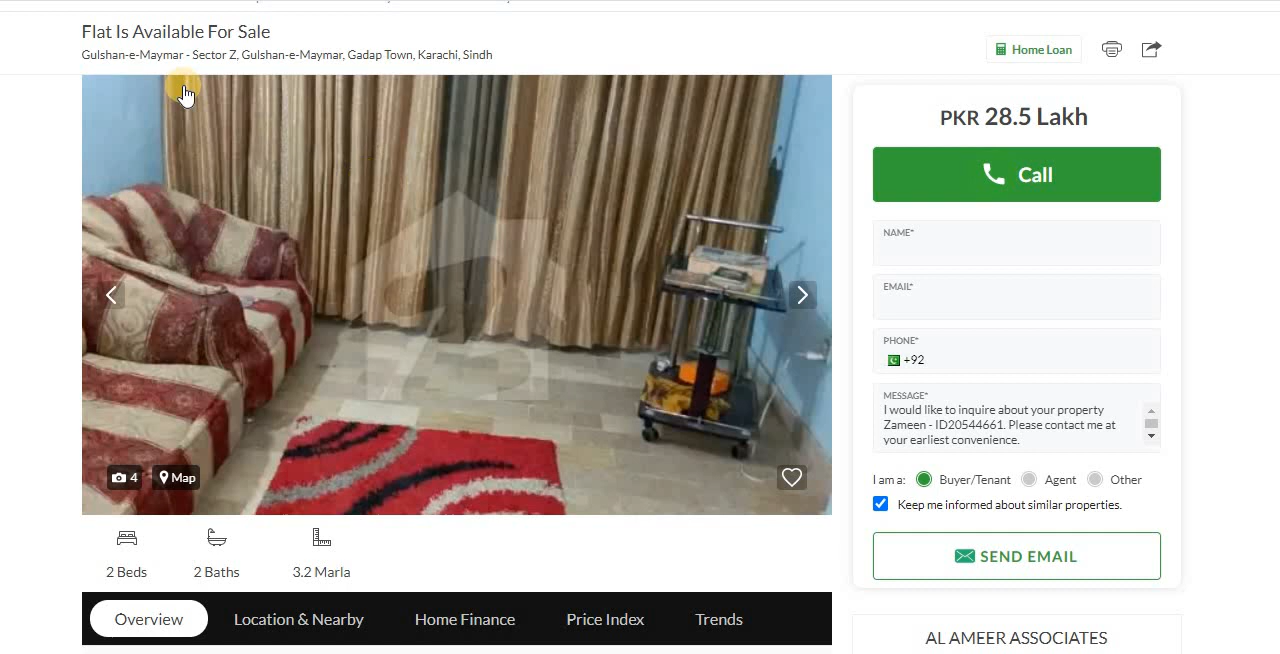 Flat Is Available For Sale
Gulshan-e-Maymar - Sector Z, Gulshan-e-Maymar, Gadap Town, Karachi, Sindh
Home Loan
PKR 28.5 Lakh
Call
NAME*
EMAIL*
PHONE*
+92
MESSAGE*
I would like to inquire about your property
Zameen - ID20544661. Please contact me at
your earliest convenience.
4
Map
I am a:
Buyer/Tenant
Agent
Other
Keep me informed about similar properties.
SEND EMAIL
2 Beds
2 Baths
3.2 Marla
Overview
Location & Nearby
Home Finance
Price Index
Trends
AL AMEER ASSOCIATES